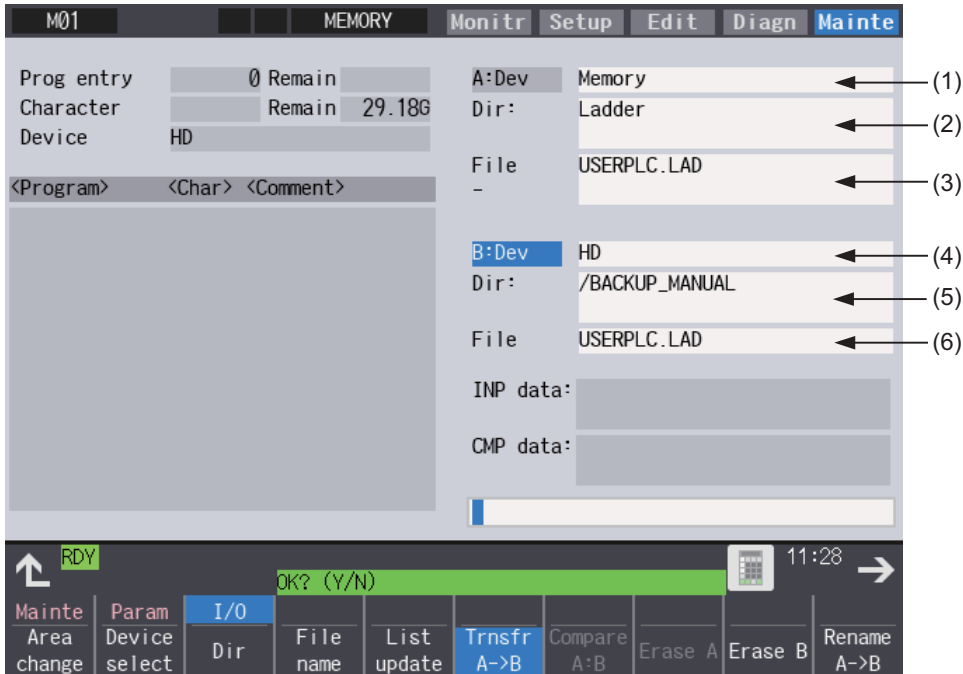 M01 MEMORY Monitr Setup Edit Diagn Mainte
Prog entry 0 Remain
Character Remain 29.18G
Device HD
<Program> <Char> <Comment>
A:Dev Memory (1)
Dir: Ladder (2)
File USERPLC.LAD (3)
-
B:Dev HD (4)
Dir: /BACKUP_MANUAL (5)
File USERPLC.LAD (6)
INP data:
CMP data:
RDY 11:28
OK? (Y/N)
Mainte Param I/O
Area change Device select Dir File name List update Trnsfr A->B Compare A:B Erase A Erase B Rename A->B